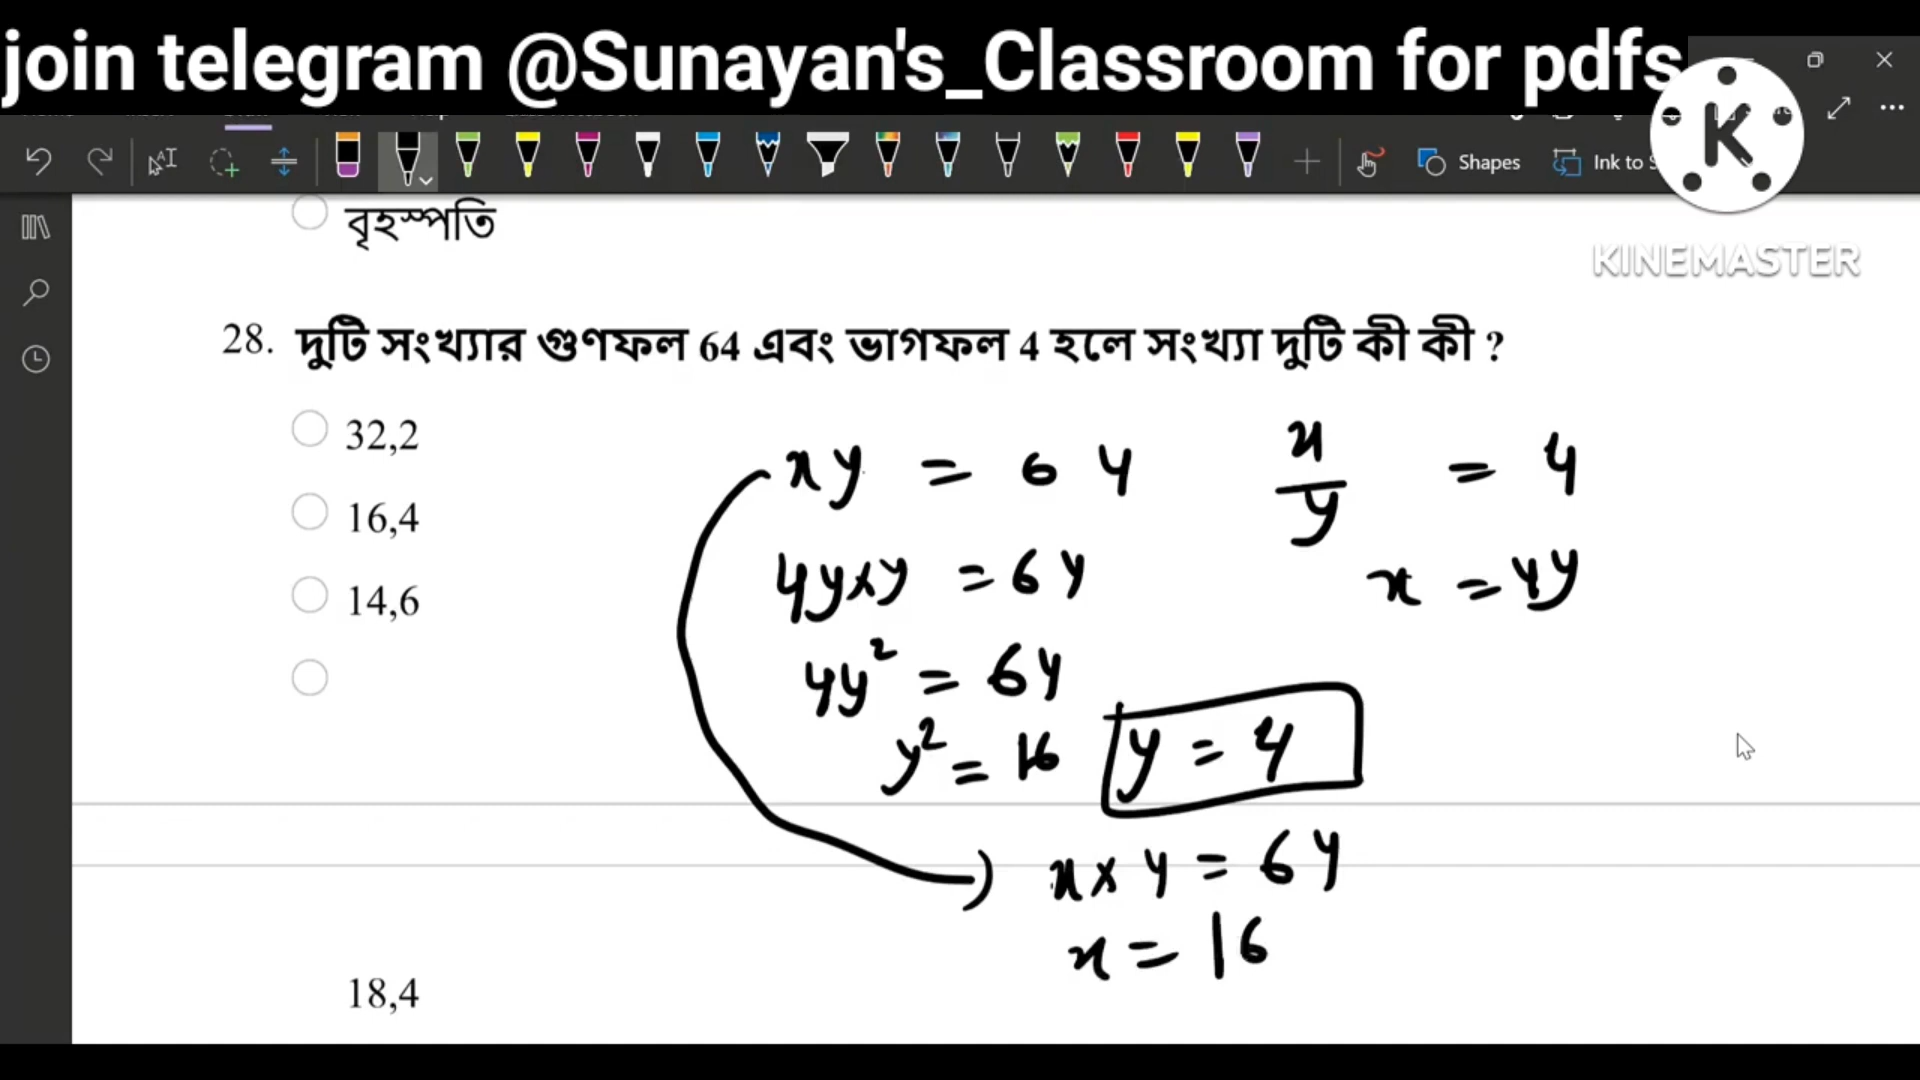 join telegram @Sunayan's_Classroom for pdfs
K
Shapes
Ink to S
KINEMASTER
বৃহস্পতি
28. দুটি সংখ্যার গুণফল 64 এবং ভাগফল 4 হলে সংখ্যা দুটি কী কী ?
32,2
16,4
14,6
18,4
xy = 64
x/y = 4
4y×y = 64
x = 4y
4y² = 64
y² = 16
y = 4
x × 4 = 64
x = 16